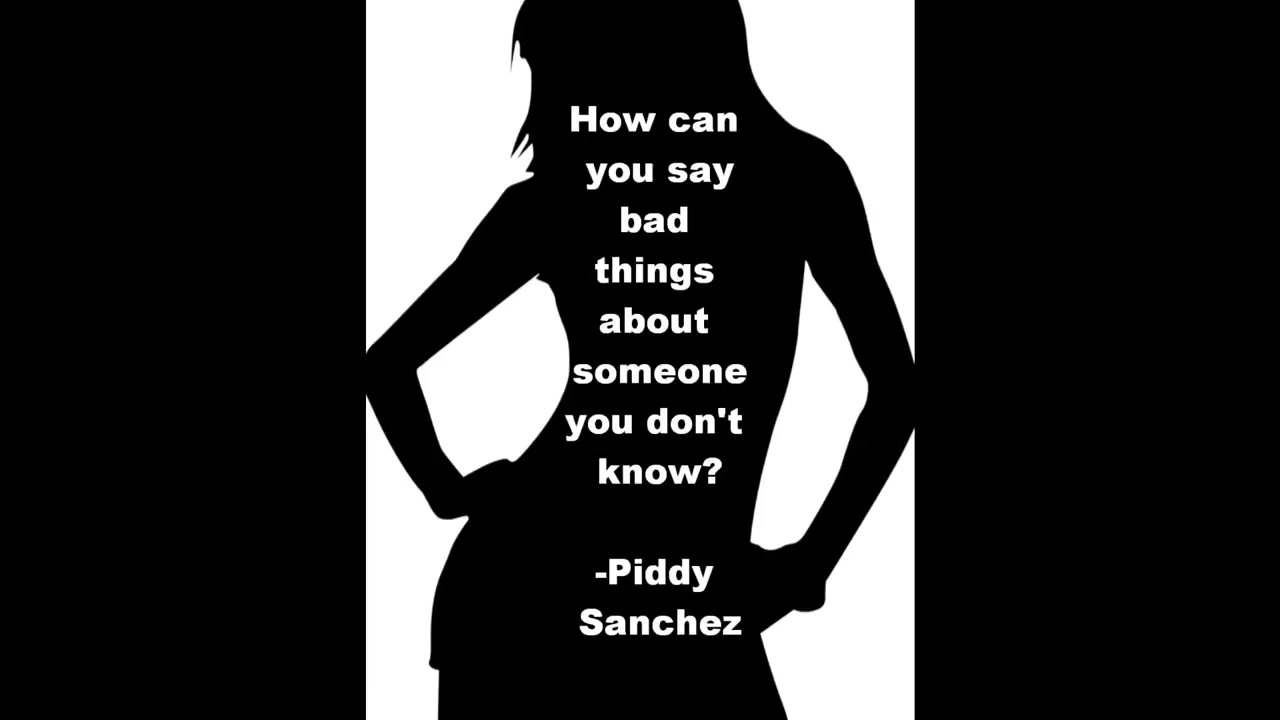 How can
you say
bad
things
about
someone
you don't
know?
-Piddy
Sanchez